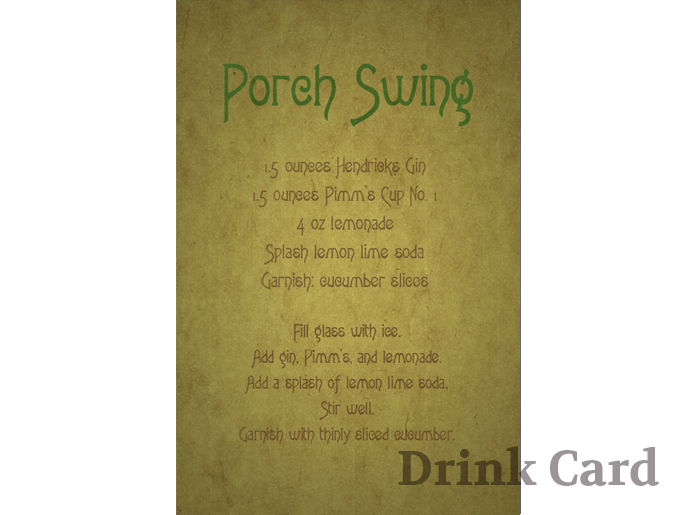 Porch Swing
1.5 ounces Hendricks Gin
1.5 ounces Pimm's Cup No. 1
4 oz lemonade
Splash lemon lime soda
Garnish: cucumber slices
Fill glass with ice.
Add gin, Pimm's, and lemonade.
Add a splash of lemon lime soda.
Stir well.
Garnish with thinly sliced cucumber.
Drink Card